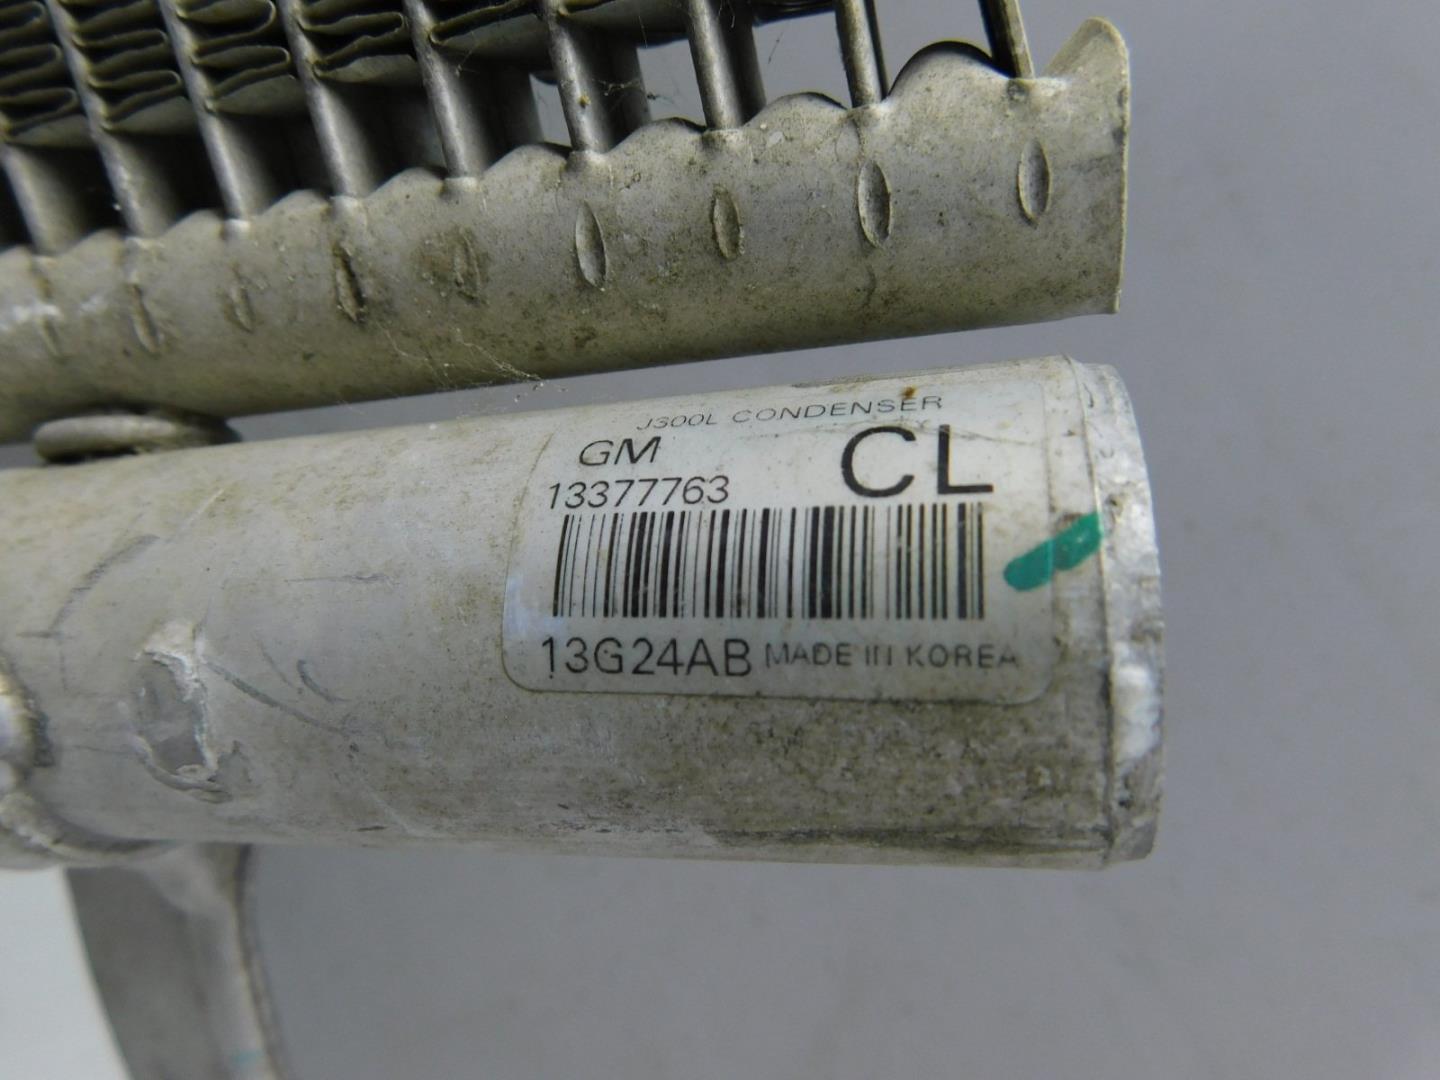 J300L CONDENSER
GM CL
13377763
13G24AB MADE IN KOREA